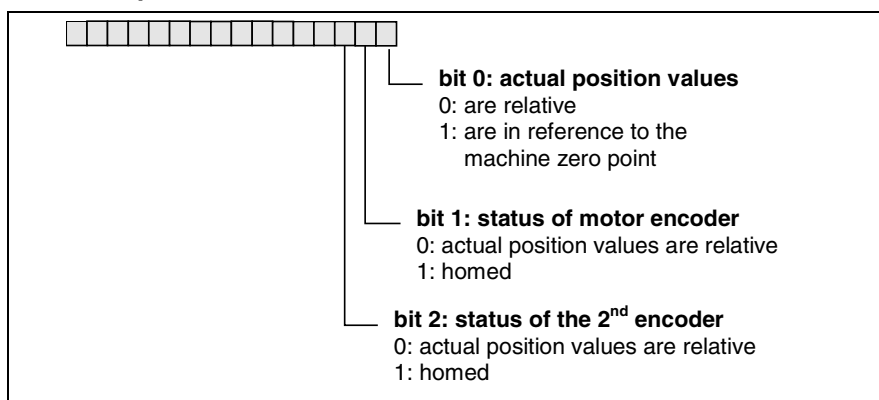 bit 0: actual position values
0: are relative
1: are in reference to the
machine zero point
bit 1: status of motor encoder
0: actual position values are relative
1: homed
bit 2: status of the 2nd encoder
0: actual position values are relative
1: homed